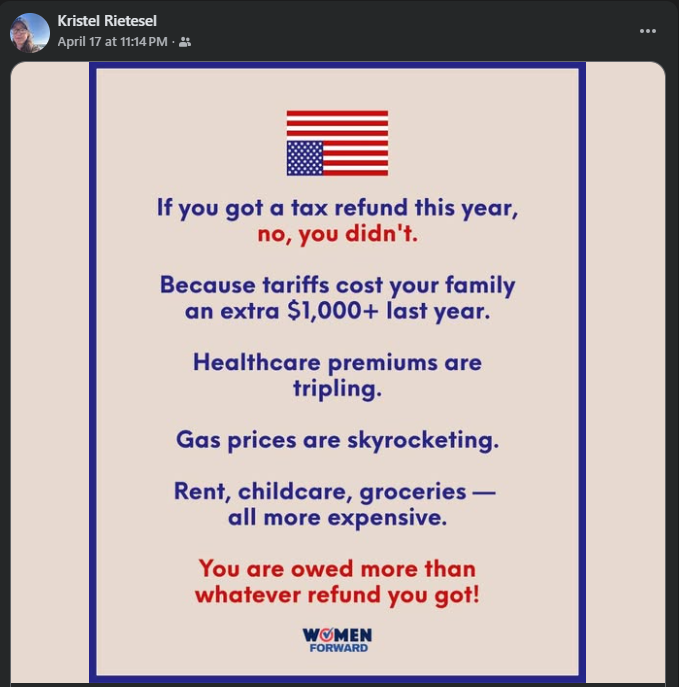 Kristel Rietesel
April 17 at 11:14 PM ·
If you got a tax refund this year,
no, you didn't.
Because tariffs cost your family
an extra $1,000+ last year.
Healthcare premiums are
tripling.
Gas prices are skyrocketing.
Rent, childcare, groceries —
all more expensive.
You are owed more than
whatever refund you got!
WOMEN
FORWARD